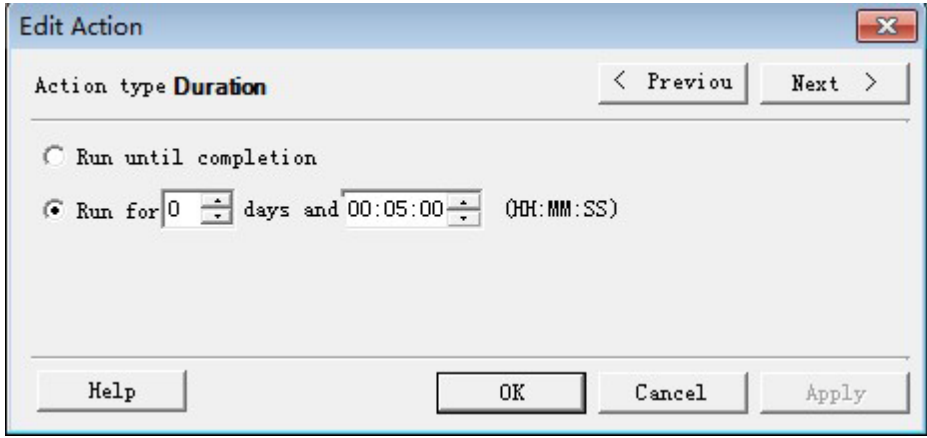 Edit Action
Action type Duration
< Previou
Next >
Run until completion
Run for 0 days and 00:05:00 (HH:MM:SS)
Help
OK
Cancel
Apply